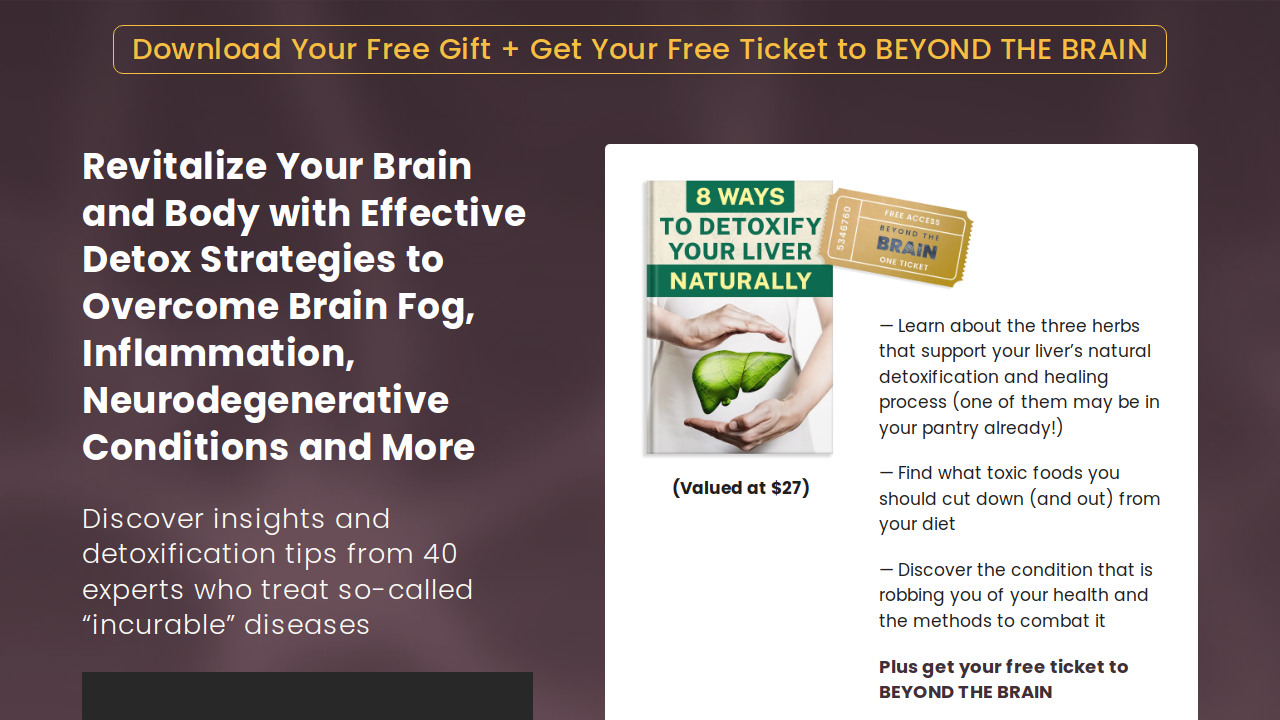 Download Your Free Gift + Get Your Free Ticket to BEYOND THE BRAIN
Revitalize Your Brain
and Body with Effective
Detox Strategies to
Overcome Brain Fog,
Inflammation,
Neurodegenerative
Conditions and More
Discover insights and
detoxification tips from 40
experts who treat so-called
“incurable” diseases
8 WAYS
TO DETOXIFY
YOUR LIVER
NATURALLY
(Valued at $27)
5346760
FREE ACCESS
BEYOND THE
BRAIN
ONE TICKET
— Learn about the three herbs
that support your liver’s natural
detoxification and healing
process (one of them may be in
your pantry already!)
— Find what toxic foods you
should cut down (and out) from
your diet
— Discover the condition that is
robbing you of your health and
the methods to combat it
Plus get your free ticket to
BEYOND THE BRAIN